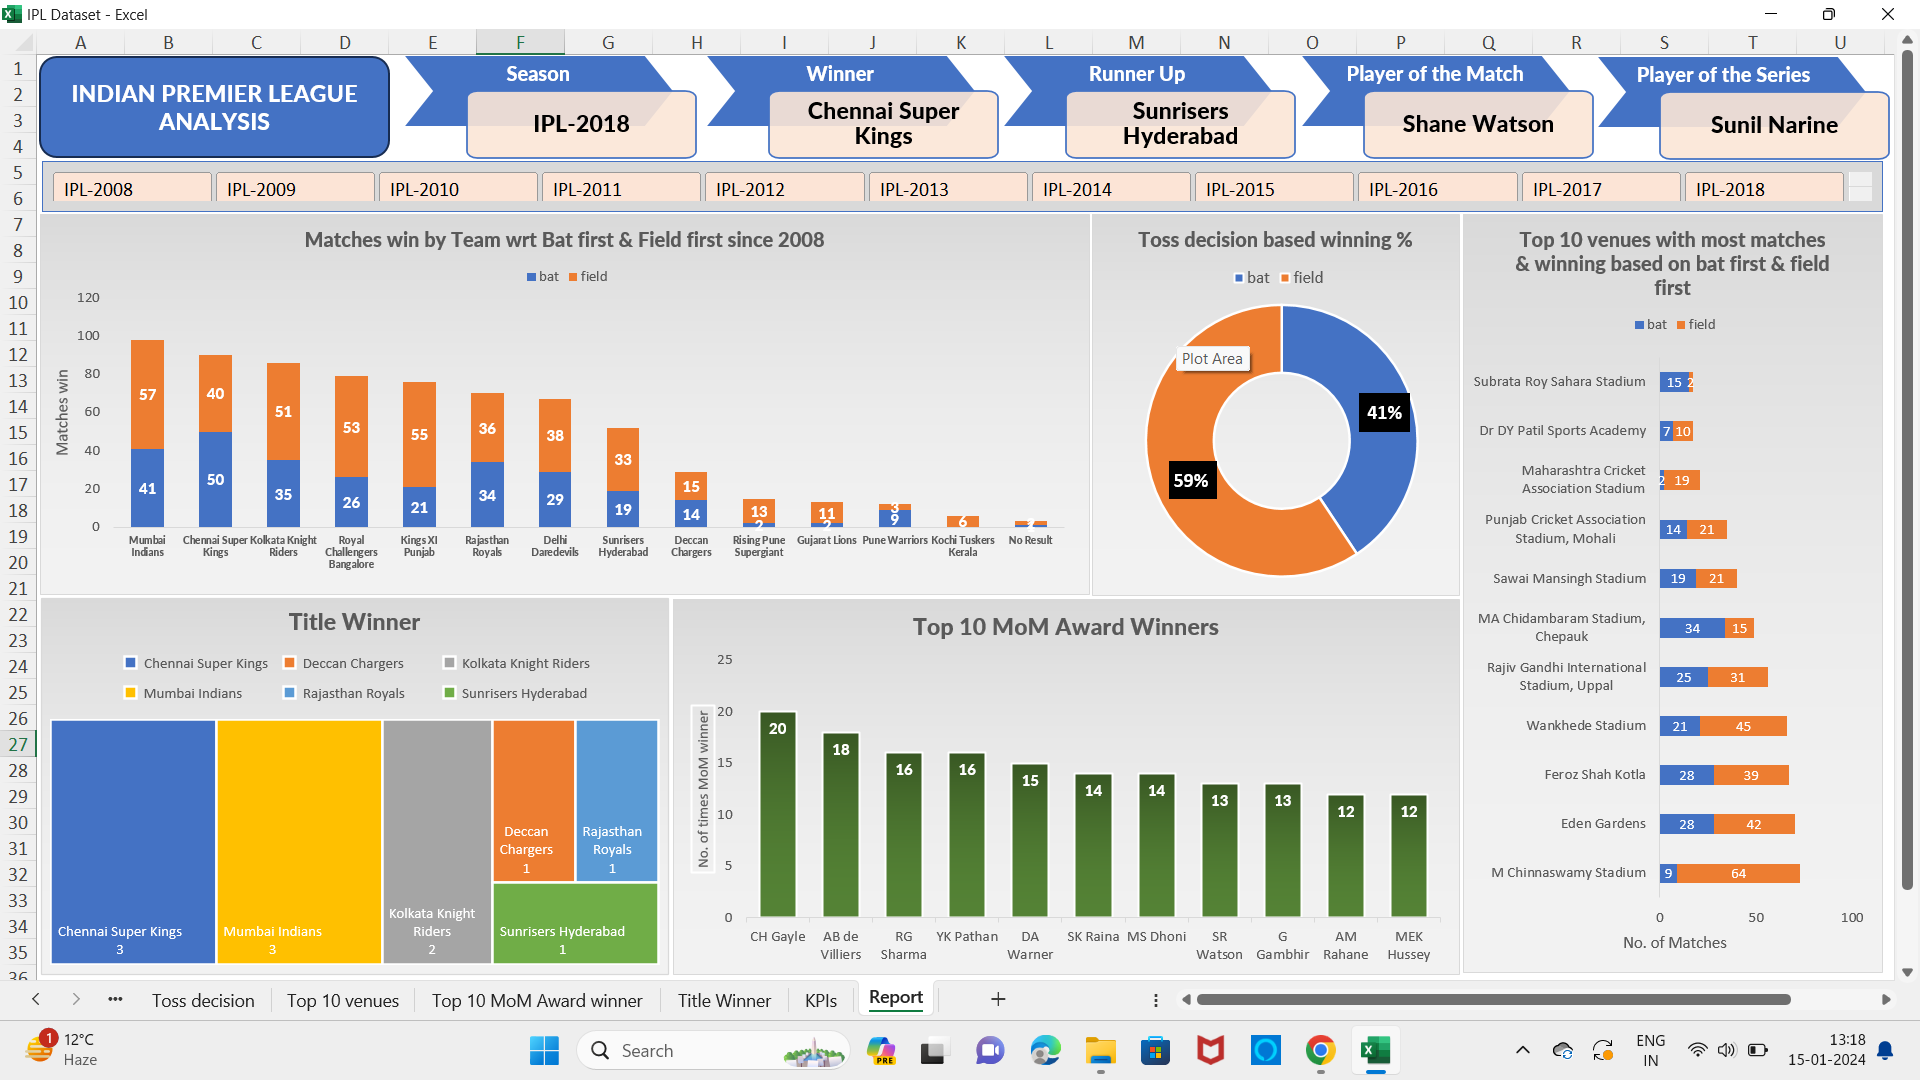 IPL Dataset - Excel
A B C D E F G H I J K L M N O P Q R S T U
1
2
3
4
5
6
7
8
9
10
11
12
13
14
15
16
17
18
19
20
21
22
23
24
25
26
27
28
29
30
31
32
33
34
35
36
INDIAN PREMIER LEAGUE
ANALYSIS
Season
IPL-2018
Winner
Chennai Super
Kings
Runner Up
Sunrisers
Hyderabad
Player of the Match
Shane Watson
Player of the Series
Sunil Narine
IPL-2008 IPL-2009 IPL-2010 IPL-2011 IPL-2012 IPL-2013 IPL-2014 IPL-2015 IPL-2016 IPL-2017 IPL-2018
Matches win by Team wrt Bat first & Field first since 2008
bat field
Matches win
120
100
80
60
40
20
0
57 40 51 53 55 36 38 33 15 13 11 3 6
41 50 35 26 21 34 29 19 14 2 2 9
Mumbai
Indians
Chennai Super
Kings
Kolkata Knight
Riders
Royal
Challengers
Bangalore
Kings XI
Punjab
Rajasthan
Royals
Delhi
Daredevils
Sunrisers
Hyderabad
Deccan
Chargers
Rising Pune
Supergiant
Gujarat Lions
Pune Warriors
Kochi Tuskers
Kerala
No Result
Toss decision based winning %
bat field
Plot Area
41%
59%
Top 10 venues with most matches
& winning based on bat first & field
first
bat field
Subrata Roy Sahara Stadium 15 2
Dr DY Patil Sports Academy 7 10
Maharashtra Cricket
Association Stadium 2 19
Punjab Cricket Association
Stadium, Mohali 14 21
Sawai Mansingh Stadium 19 21
MA Chidambaram Stadium,
Chepauk 34 15
Rajiv Gandhi International
Stadium, Uppal 25 31
Wankhede Stadium 21 45
Feroz Shah Kotla 28 39
Eden Gardens 28 42
M Chinnaswamy Stadium 9 64
0 50 100
No. of Matches
Title Winner
Chennai Super Kings Deccan Chargers Kolkata Knight Riders
Mumbai Indians Rajasthan Royals Sunrisers Hyderabad
Chennai Super Kings
3
Mumbai Indians
3
Kolkata Knight
Riders
2
Deccan
Chargers
1
Rajasthan
Royals
1
Sunrisers Hyderabad
1
Top 10 MoM Award Winners
No. of times MoM winner
25
20
15
10
5
0
20 18 16 16 15 14 14 13 13 12 12
CH Gayle
AB de
Villiers
RG
Sharma
YK Pathan
DA
Warner
SK Raina
MS Dhoni
SR
Watson
G
Gambhir
AM
Rahane
MEK
Hussey
Toss decision Top 10 venues Top 10 MoM Award winner Title Winner KPIs Report
1
12°C
Haze
Search
PRE
ENG
IN
13:18
15-01-2024